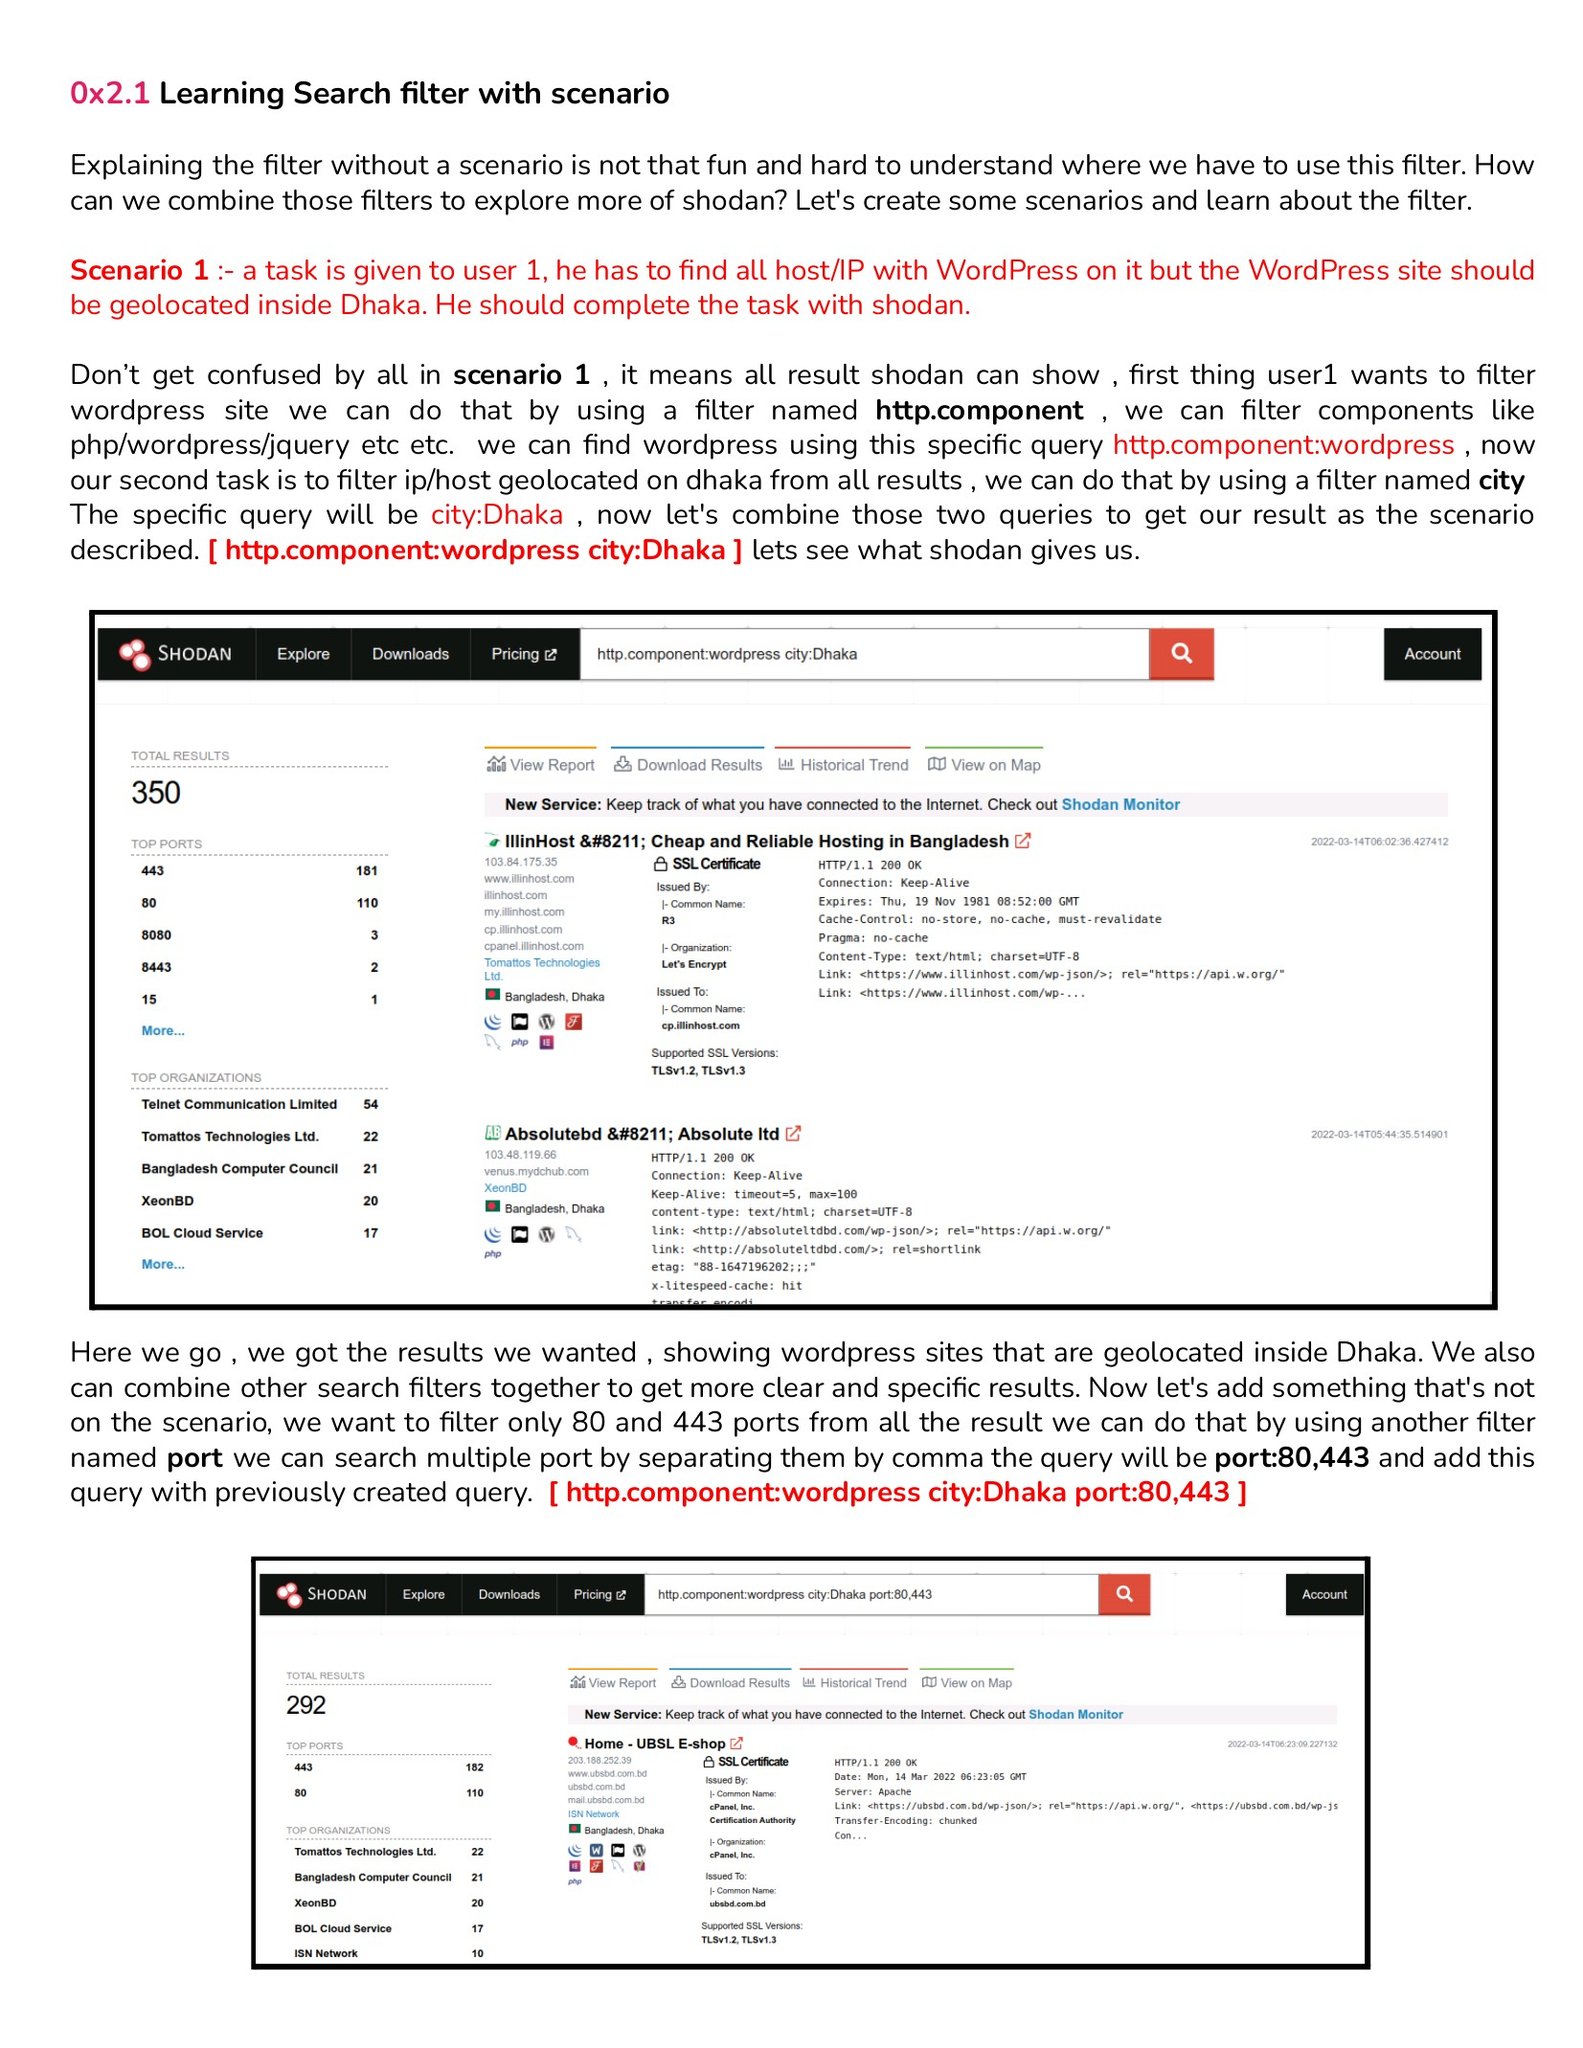 0x2.1 Learning Search filter with scenario
Explaining the filter without a scenario is not that fun and hard to understand where we have to use this filter. How
can we combine those filters to explore more of shodan? Let's create some scenarios and learn about the filter.
Scenario 1 :- a task is given to user 1, he has to find all host/IP with WordPress on it but the WordPress site should
be geolocated inside Dhaka. He should complete the task with shodan.
Don’t get confused by all in scenario 1 , it means all result shodan can show , first thing user1 wants to filter
wordpress site we can do that by using a filter named http.component , we can filter components like
php/wordpress/jquery etc etc. we can find wordpress using this specific query http.component:wordpress , now
our second task is to filter ip/host geolocated on dhaka from all results , we can do that by using a filter named city
The specific query will be city:Dhaka , now let's combine those two queries to get our result as the scenario
described. [ http.component:wordpress city:Dhaka ] lets see what shodan gives us.
SHODAN Explore Downloads Pricing http.component:wordpress city:Dhaka Account
TOTAL RESULTS
350
TOP PORTS
443 181
80 110
8080 3
8443 2
15 1
More...
TOP ORGANIZATIONS
Telnet Communication Limited 54
Tomattos Technologies Ltd. 22
Bangladesh Computer Council 21
XeonBD 20
BOL Cloud Service 17
More...
View Report Download Results Historical Trend View on Map
New Service: Keep track of what you have connected to the Internet. Check out Shodan Monitor
IllinHost &#8211; Cheap and Reliable Hosting in Bangladesh 2022-03-14T06:02:36.427412
103.84.175.35
www.illinhost.com
illinhost.com
my.illinhost.com
cp.illinhost.com
cpanel.illinhost.com
Tomattos Technologies
Ltd.
Bangladesh, Dhaka
php
SSL Certificate
Issued By:
|- Common Name:
R3
|- Organization:
Let's Encrypt
Issued To:
|- Common Name:
cp.illinhost.com
Supported SSL Versions:
TLSv1.2, TLSv1.3
HTTP/1.1 200 OK
Connection: Keep-Alive
Expires: Thu, 19 Nov 1981 08:52:00 GMT
Cache-Control: no-store, no-cache, must-revalidate
Pragma: no-cache
Content-Type: text/html; charset=UTF-8
Link: <https://www.illinhost.com/wp-json/>; rel="https://api.w.org/"
Link: <https://www.illinhost.com/wp-...
Absolutebd &#8211; Absolute ltd 2022-03-14T05:44:35.514901
103.48.119.66
venus.mydchub.com
XeonBD
Bangladesh, Dhaka
php
HTTP/1.1 200 OK
Connection: Keep-Alive
Keep-Alive: timeout=5, max=100
content-type: text/html; charset=UTF-8
link: <http://absoluteltdbd.com/wp-json/>; rel="https://api.w.org/"
link: <http://absoluteltdbd.com/>; rel=shortlink
etag: "88-1647196202;;;"
x-litespeed-cache: hit
transfer-encodi
Here we go , we got the results we wanted , showing wordpress sites that are geolocated inside Dhaka. We also
can combine other search filters together to get more clear and specific results. Now let's add something that's not
on the scenario, we want to filter only 80 and 443 ports from all the result we can do that by using another filter
named port we can search multiple port by separating them by comma the query will be port:80,443 and add this
query with previously created query. [ http.component:wordpress city:Dhaka port:80,443 ]
SHODAN Explore Downloads Pricing http.component:wordpress city:Dhaka port:80,443 Account
TOTAL RESULTS
292
TOP PORTS
443 182
80 110
TOP ORGANIZATIONS
Tomattos Technologies Ltd. 22
Bangladesh Computer Council 21
XeonBD 20
BOL Cloud Service 17
ISN Network 10
View Report Download Results Historical Trend View on Map
New Service: Keep track of what you have connected to the Internet. Check out Shodan Monitor
Home - UBSL E-shop 2022-03-14T06:23:09.227132
203.188.252.39
www.ubsbd.com.bd
ubsbd.com.bd
mail.ubsbd.com.bd
ISN Network
Bangladesh, Dhaka
php
SSL Certificate
Issued By:
|- Common Name:
cPanel, Inc.
Certification Authority
|- Organization:
cPanel, Inc.
Issued To:
|- Common Name:
ubsbd.com.bd
Supported SSL Versions:
TLSv1.2, TLSv1.3
HTTP/1.1 200 OK
Date: Mon, 14 Mar 2022 06:23:05 GMT
Server: Apache
Link: <https://ubsbd.com.bd/wp-json/>; rel="https://api.w.org/", <https://ubsbd.com.bd/wp-js
Transfer-Encoding: chunked
Con...